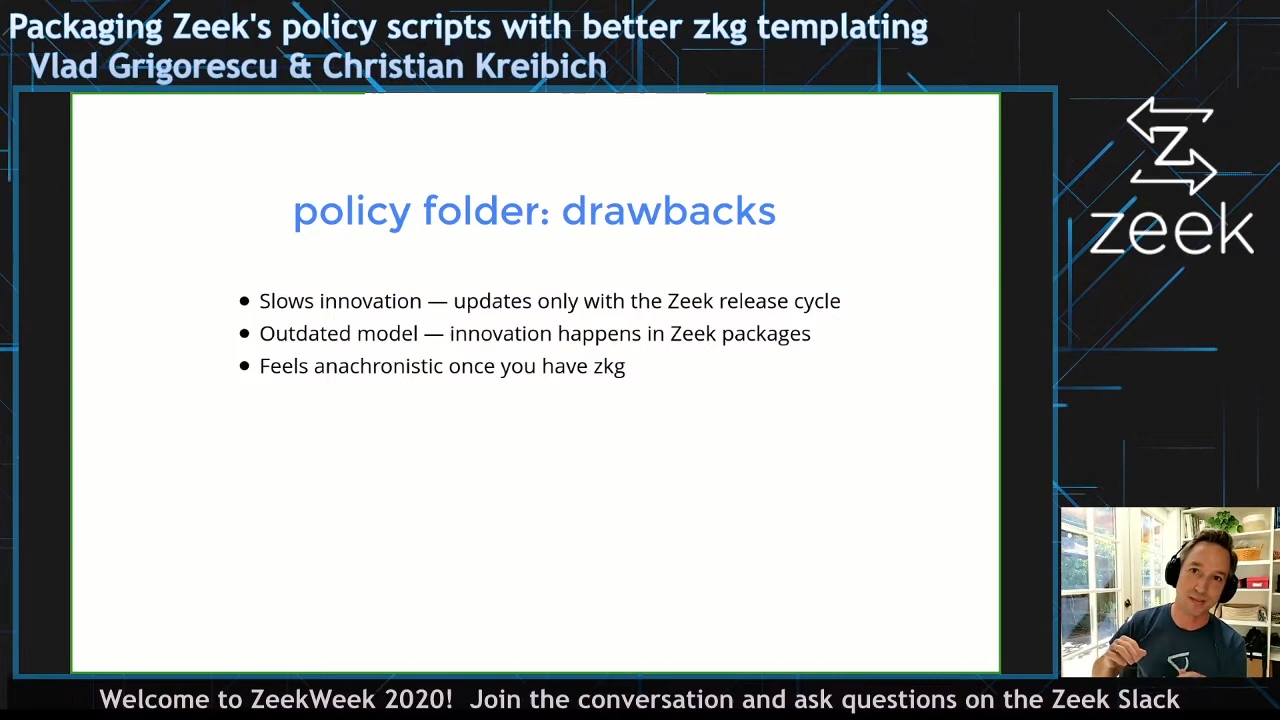 Packaging Zeek's policy scripts with better zkg templating
Vlad Grigorescu & Christian Kreibich
zeek
policy folder: drawbacks
Slows innovation — updates only with the Zeek release cycle
Outdated model — innovation happens in Zeek packages
Feels anachronistic once you have zkg
Welcome to ZeekWeek 2020! Join the conversation and ask questions on the Zeek Slack